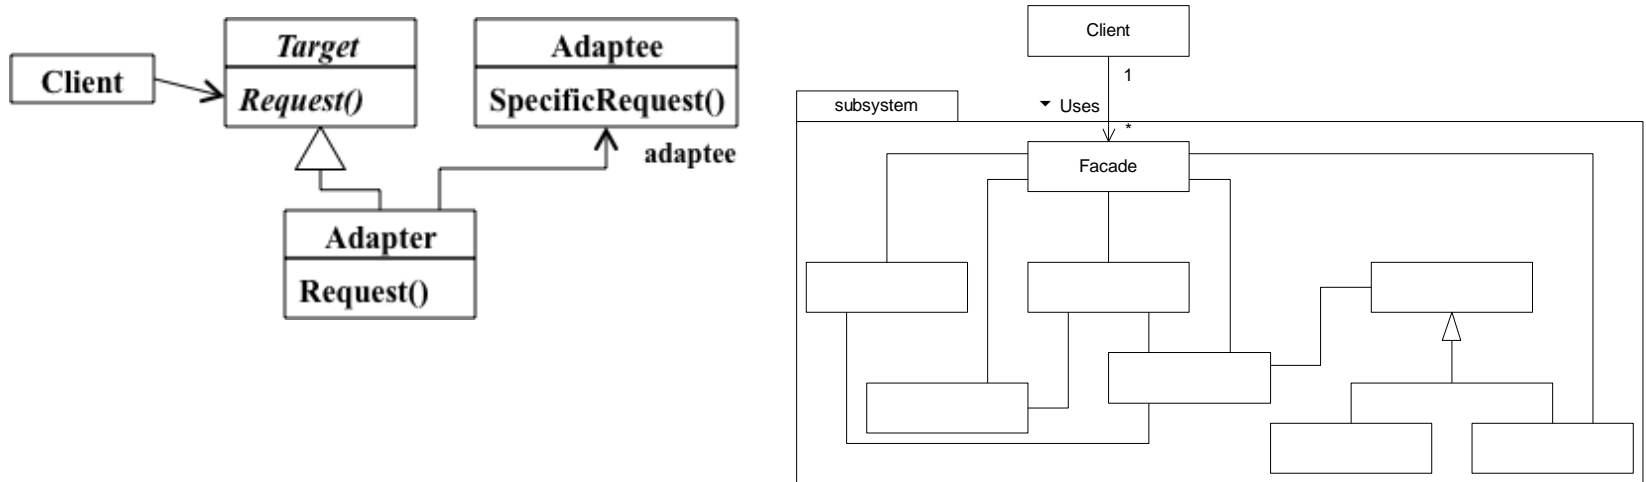 Client
Target
Request()
Adaptee
SpecificRequest()
adaptee
Adapter
Request()
Client
1
Uses
*
subsystem
Facade